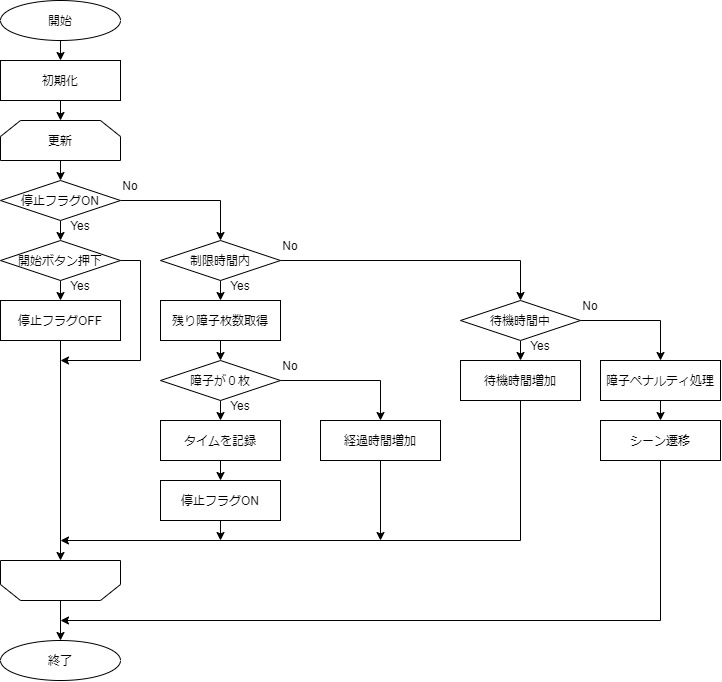 開始
初期化
更新
停止フラグON
No
Yes
開始ボタン押下
Yes
停止フラグOFF
制限時間内
No
Yes
残り障子枚数取得
障子が０枚
No
Yes
タイムを記録
停止フラグON
経過時間増加
待機時間中
No
Yes
待機時間増加
障子ペナルティ処理
シーン遷移
終了